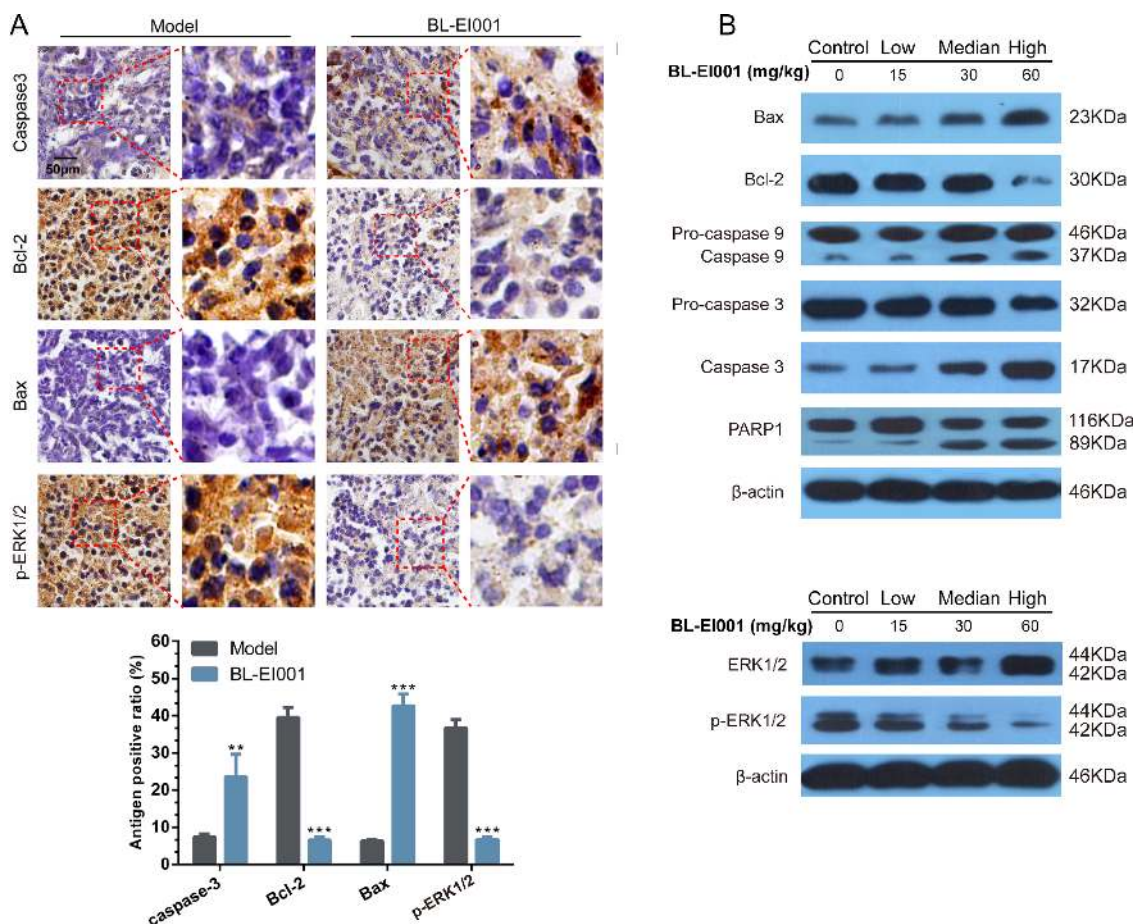 A
Model BL-EI001
Caspase3
50μm
Bcl-2
Bax
p-ERK1/2
60
50
40
30
20
10
0
Antigen positive ratio (%)
Model
BL-EI001
** *** *** ***
caspase-3 Bcl-2 Bax p-ERK1/2
B
Control Low Median High
BL-EI001 (mg/kg) 0 15 30 60
Bax 23KDa
Bcl-2 30KDa
Pro-caspase 9 46KDa
Caspase 9 37KDa
Pro-caspase 3 32KDa
Caspase 3 17KDa
PARP1 116KDa
89KDa
β-actin 46KDa
Control Low Median High
BL-EI001 (mg/kg) 0 15 30 60
ERK1/2 44KDa
42KDa
p-ERK1/2 44KDa
42KDa
β-actin 46KDa